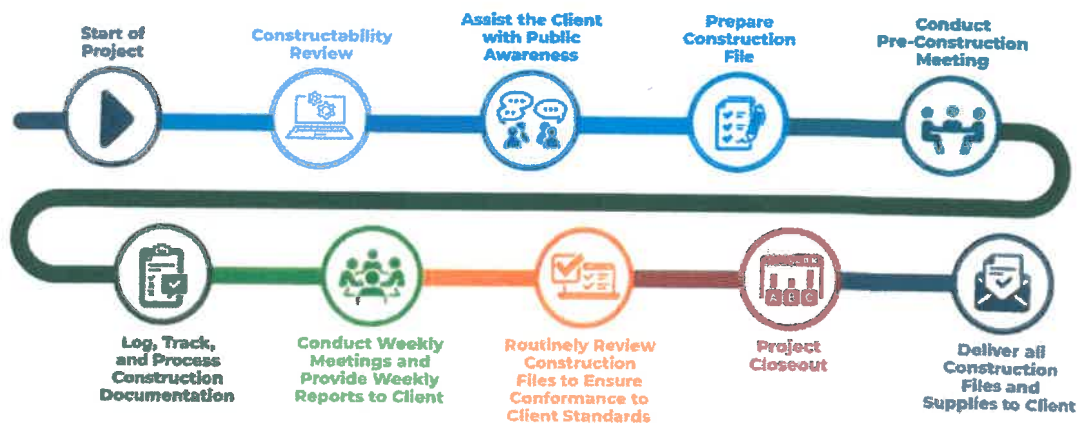 Start of
Project
Constructability
Review
Assist the Client
with Public
Awareness
Prepare
Construction
File
Conduct
Pre-Construction
Meeting
Log, Track,
and Process
Construction
Documentation
Conduct Weekly
Meetings and
Provide Weekly
Reports to Client
Routinely Review
Construction
Files to Ensure
Conformance to
Client Standards
ABC
Project
Closeout
Deliver all
Construction
Files and
Supplies to Client